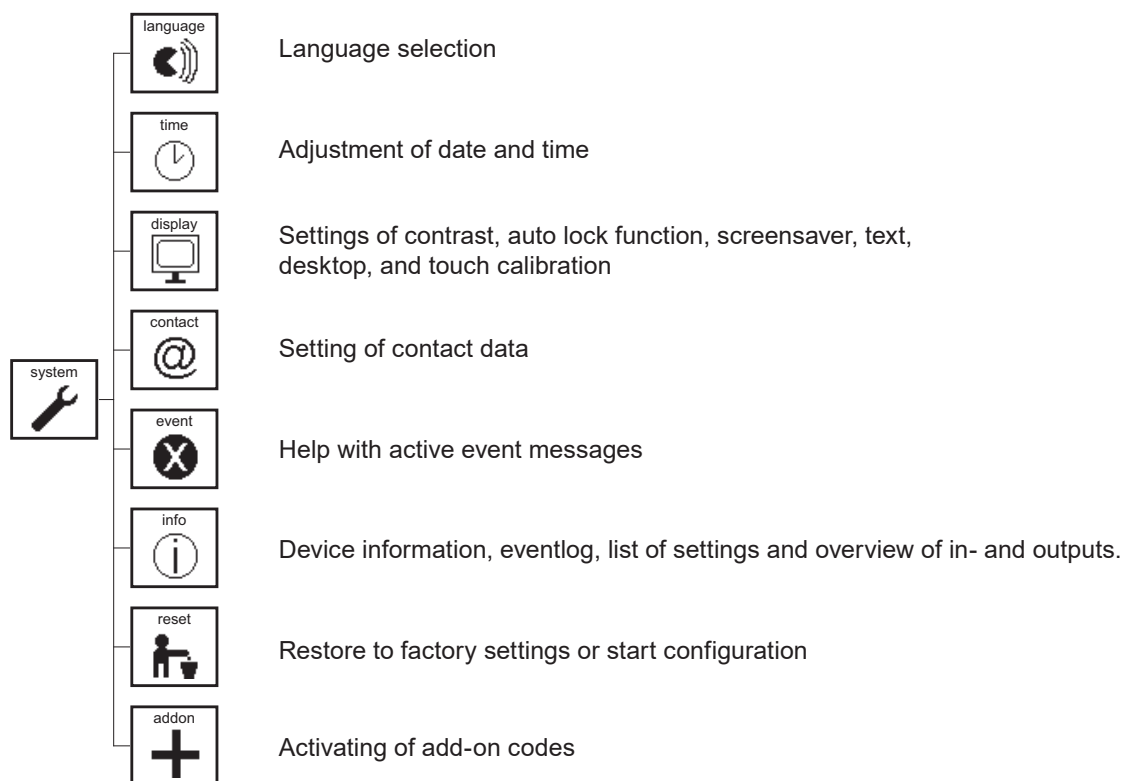 language
Language selection
time
Adjustment of date and time
display
Settings of contrast, auto lock function, screensaver, text,
desktop, and touch calibration
contact
@
Setting of contact data
system
event
X
Help with active event messages
info
i
Device information, eventlog, list of settings and overview of in- and outputs.
reset
Restore to factory settings or start configuration
addon
Activating of add-on codes